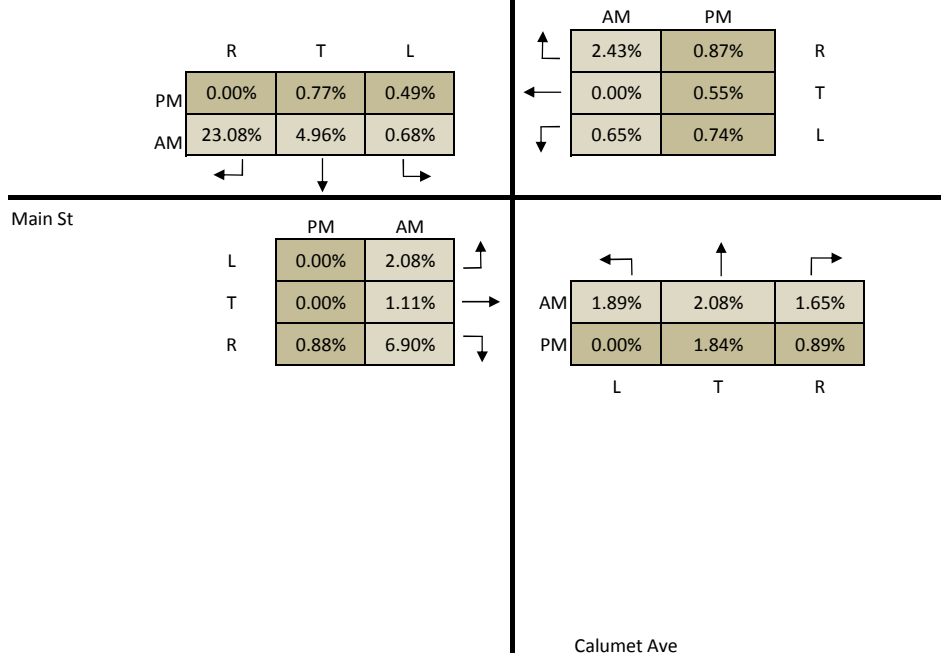 AM PM
2.43% 0.87% R
0.00% 0.55% T
0.65% 0.74% L
R T L
PM 0.00% 0.77% 0.49%
AM 23.08% 4.96% 0.68%
Main St
PM AM
L 0.00% 2.08%
T 0.00% 1.11%
R 0.88% 6.90%
AM 1.89% 2.08% 1.65%
PM 0.00% 1.84% 0.89%
L T R
Calumet Ave